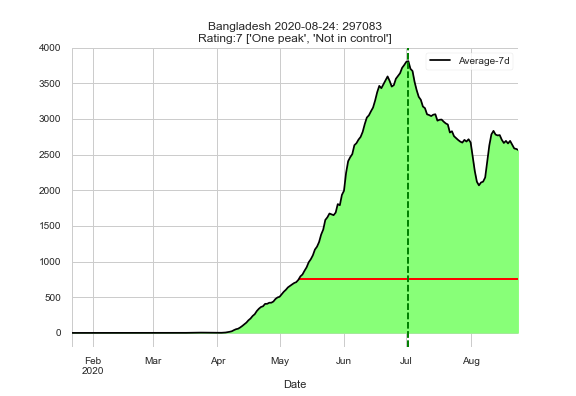 Bangladesh 2020-08-24: 297083
Rating:7 ['One peak', 'Not in control']
Average-7d
4000
3500
3000
2500
2000
1500
1000
500
0
Feb
2020
Mar
Apr
May
Jun
Jul
Aug
Date